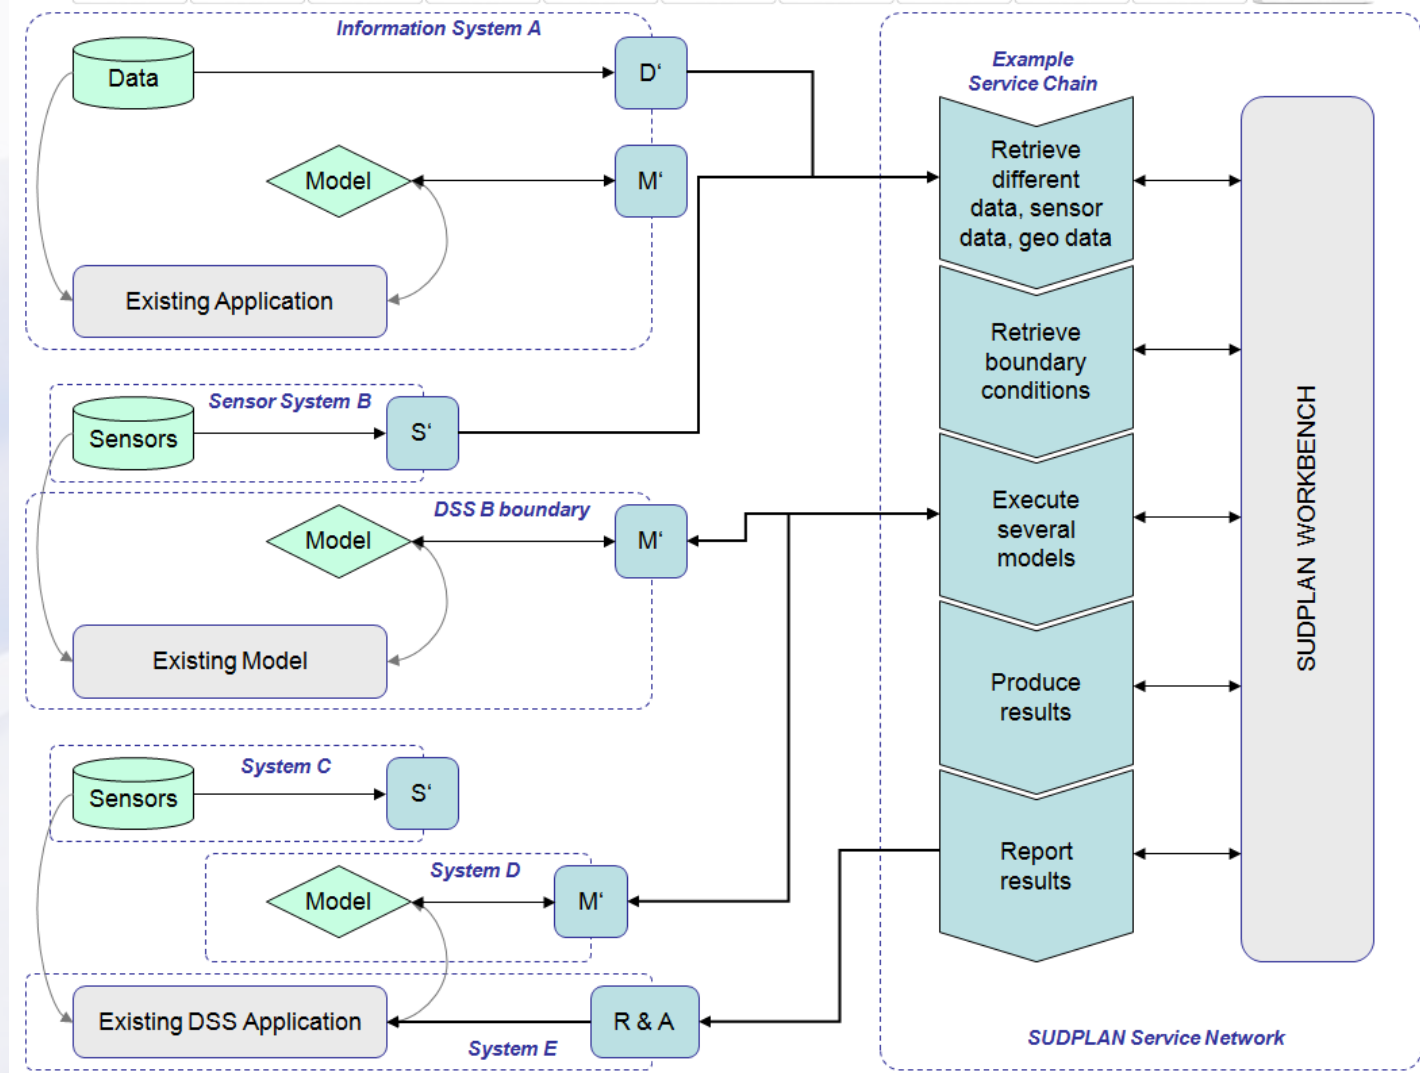 Information System A
Data
D‘
Model
M‘
Existing Application
Sensor System B
Sensors
S‘
DSS B boundary
Model
M‘
Existing Model
System C
Sensors
S‘
System D
Model
M‘
Existing DSS Application
R & A
System E
Example
Service Chain
Retrieve
different
data, sensor
data, geo data
Retrieve
boundary
conditions
Execute
several
models
Produce
results
Report
results
SUDPLAN WORKBENCH
SUDPLAN Service Network